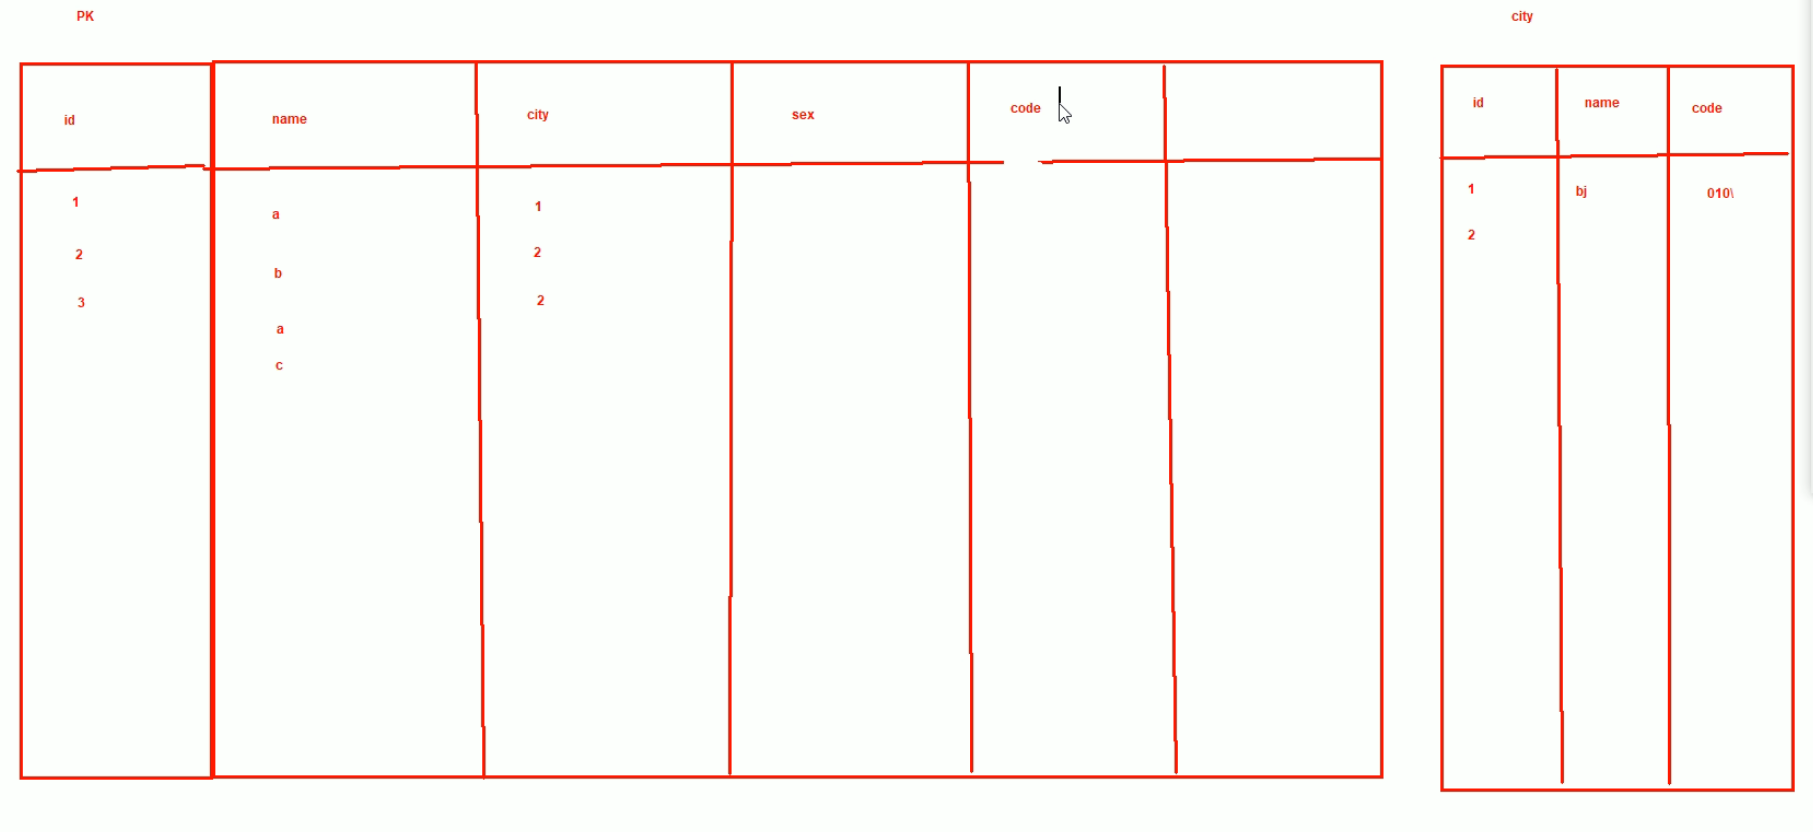 PK
city
id name city sex code
id name code
1 a 1
2 b 2
3 a 2
c
1 bj 010\
2